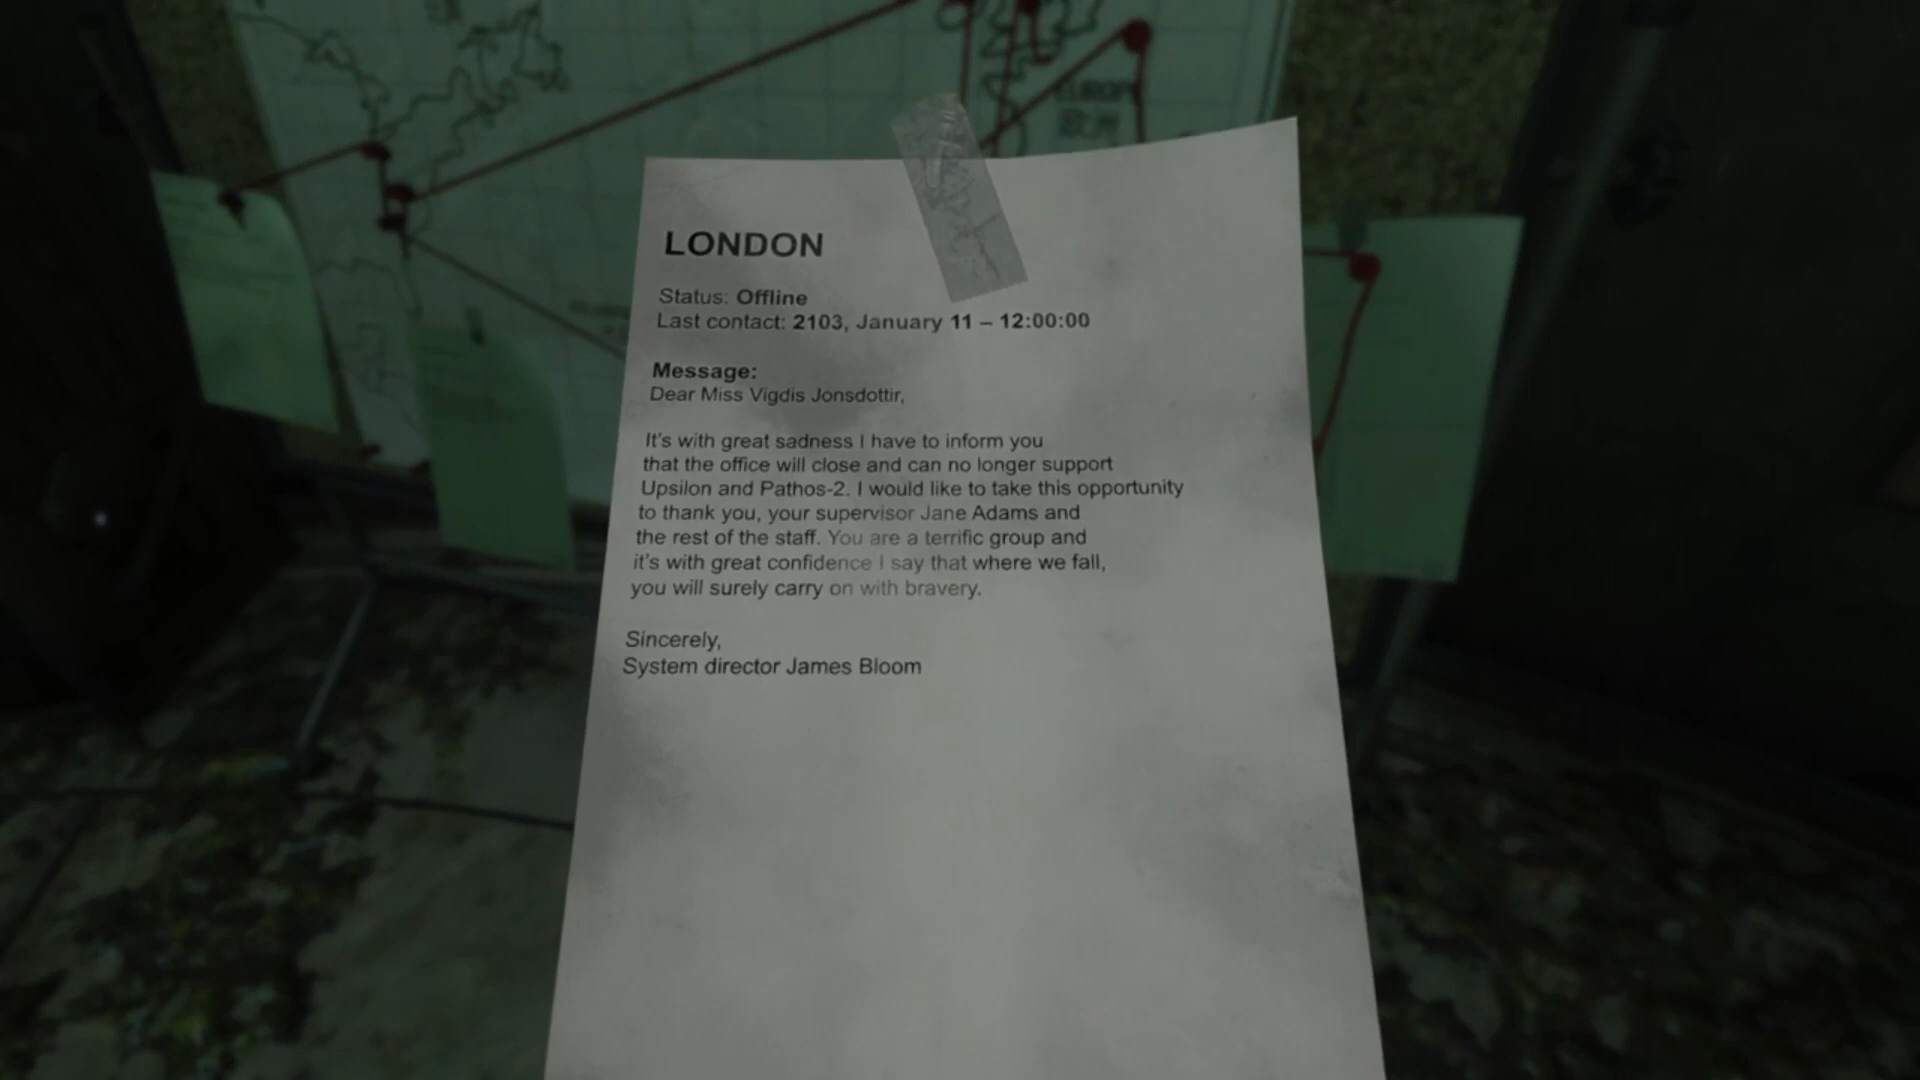 EUROPE
欧洲
LONDON
Status: Offline
Last contact: 2103, January 11 – 12:00:00
Message:
Dear Miss Vigdis Jonsdottir,
It's with great sadness I have to inform you
that the office will close and can no longer support
Upsilon and Pathos-2. I would like to take this opportunity
to thank you, your supervisor Jane Adams and
the rest of the staff. You are a terrific group and
it's with great confidence I say that where we fall,
you will surely carry on with bravery.
Sincerely,
System director James Bloom